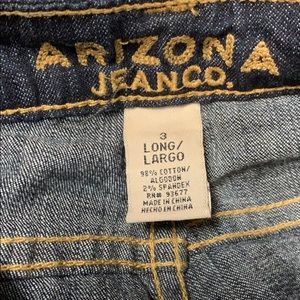 ARIZONA
JEAN CO.
3
LONG/
LARGO
98% COTTON/
ALGODON
2% SPANDEX
RN# 93677
MADE IN CHINA
HECHO EN CHINA